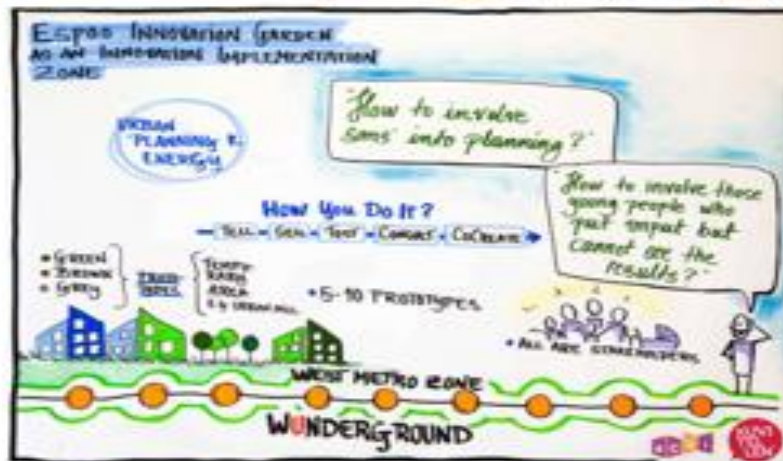 ESPOO INNOVATION GARDEN
AS AN INNOVATION IMPLEMENTATION
ZONE
URBAN
PLANNING &
ENERGY
"How to involve
into planning?"
"How to involve those
young people who
put input but
cannot see the
results?"
HOW YOU DO IT?
TELL - SELL - TEST - CONSULT - COCREATE
GREEN
BROWN
GREY
AREA
5-10 PROTOTYPES
ALL ARE STAKEHOLDERS
WEST METRO ZONE
WUNDERGROUND